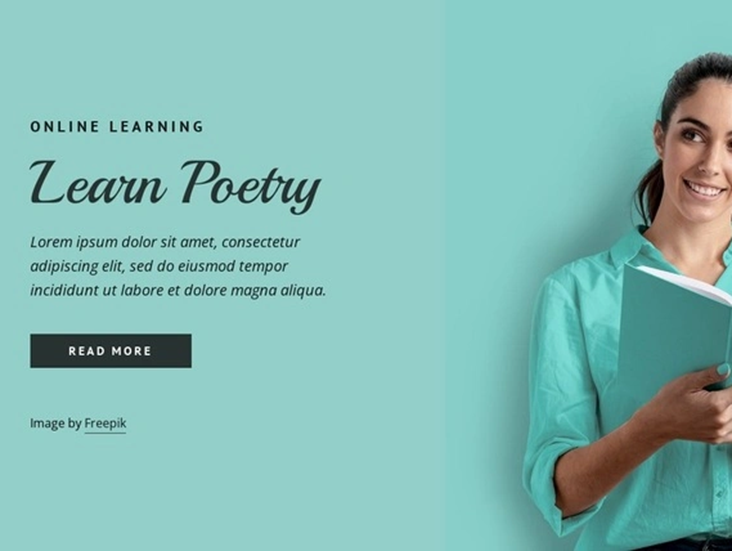 ONLINE LEARNING
Learn Poetry
Lorem ipsum dolor sit amet, consectetur
adipiscing elit, sed do eiusmod tempor
incididunt ut labore et dolore magna aliqua.
READ MORE
Image by Freepik